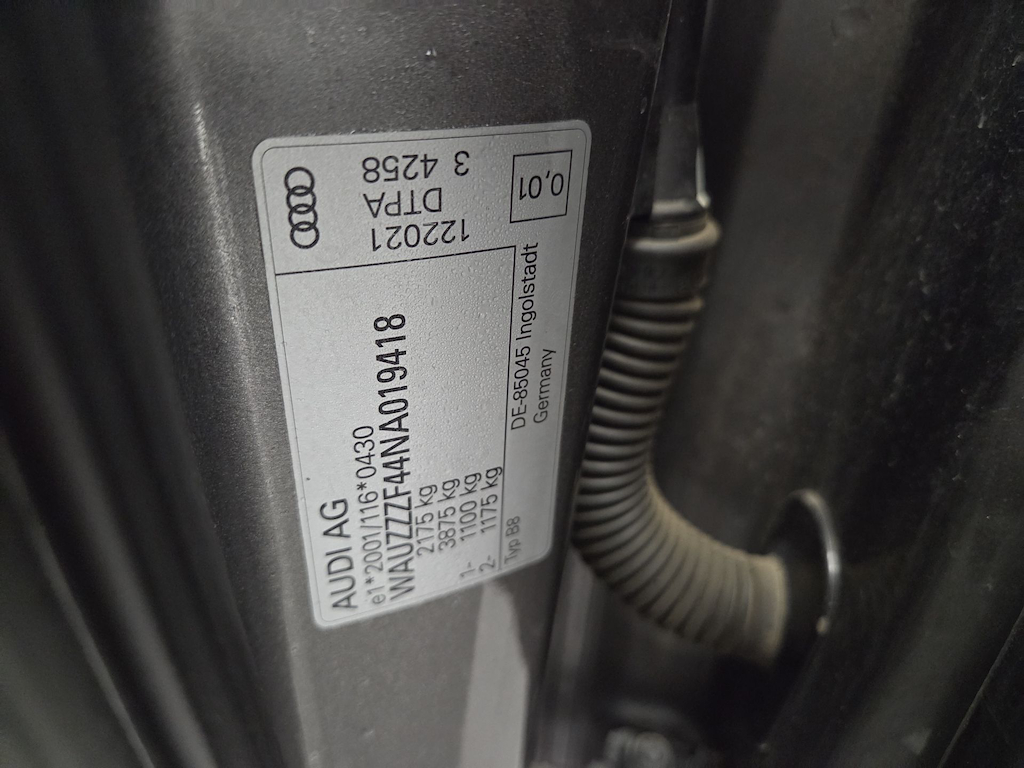 AUDI AG
e1*2001/116*0430
WAUZZZF44NA019418
2175 kg
3875 kg
1- 1100 kg
2- 1175 kg
Typ B8
DE-85045 Ingolstadt
Germany
122021
DTPA
3 4258
0,01